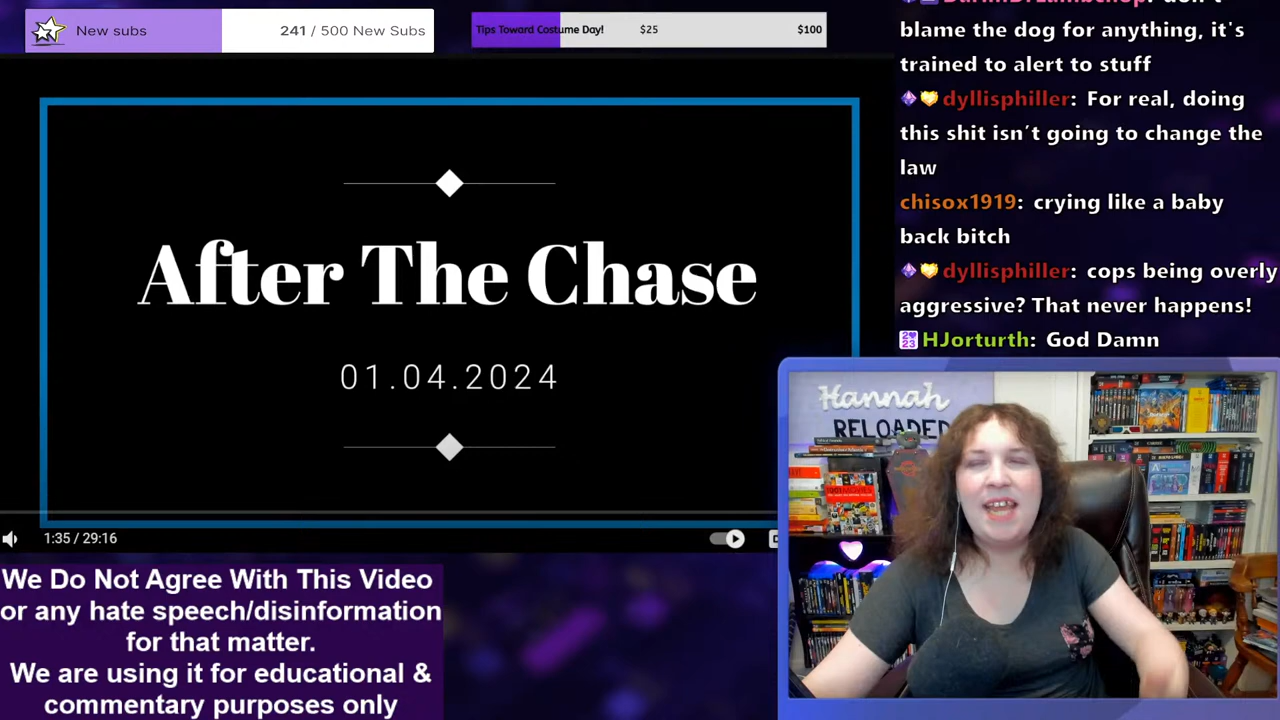 New subs
241 / 500 New Subs
Tips Toward Costume Day!
$25
$100
After The Chase
01.04.2024
1:35 / 29:16
We Do Not Agree With This Video
or any hate speech/disinformation
for that matter.
We are using it for educational &
commentary purposes only
blame the dog for anything, it's
trained to alert to stuff
dyllisphiller: For real, doing
this shit isn't going to change the
law
chisox1919: crying like a baby
back bitch
dyllisphiller: cops being overly
aggressive? That never happens!
HJorturth: God Damn
Hannah
RELOADED